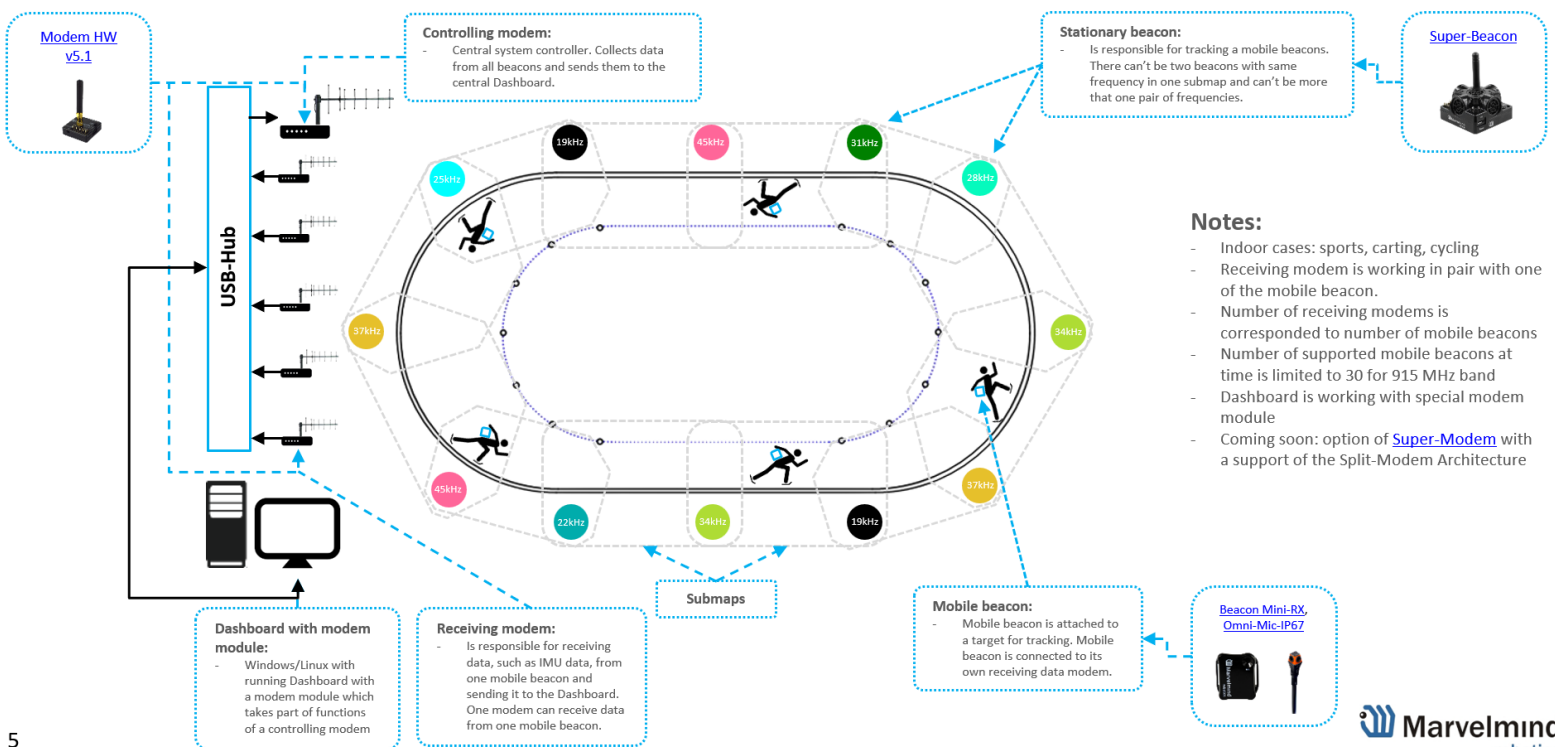 Modem HW
v5.1
USB-Hub
Controlling modem:
- Central system controller. Collects data
from all beacons and sends them to the
central Dashboard.
Stationary beacon:
- Is responsible for tracking a mobile beacons.
There can't be two beacons with same
frequency in one submap and can't be more
that one pair of frequencies.
Super-Beacon
19kHz
45kHz
31kHz
25kHz
28kHz
37kHz
34kHz
45kHz
37kHz
22kHz
34kHz
19kHz
Notes:
- Indoor cases: sports, carting, cycling
- Receiving modem is working in pair with one
of the mobile beacon.
- Number of receiving modems is
corresponded to number of mobile beacons
- Number of supported mobile beacons at
time is limited to 30 for 915 MHz band
- Dashboard is working with special modem
module
- Coming soon: option of Super-Modem with
a support of the Split-Modem Architecture
Submaps
Dashboard with modem
module:
- Windows/Linux with
running Dashboard with
a modem module which
takes part of functions
of a controlling modem
Receiving modem:
- Is responsible for receiving
data, such as IMU data, from
one mobile beacon and
sending it to the Dashboard.
One modem can receive data
from one mobile beacon.
Mobile beacon:
- Mobile beacon is attached to
a target for tracking. Mobile
beacon is connected to its
own receiving data modem.
Beacon Mini-RX,
Omni-Mic-IP67
Marvelmind
5